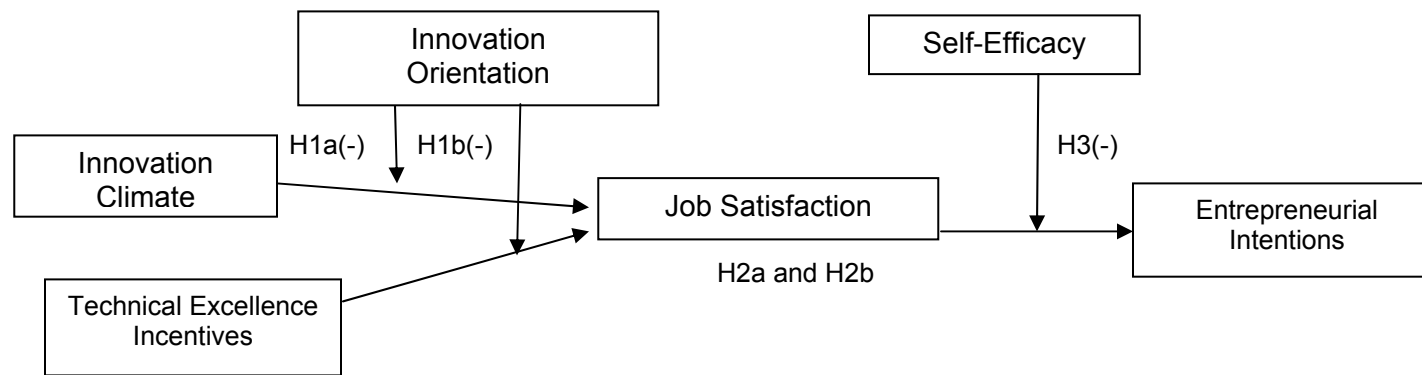 Innovation
Orientation
Self-Efficacy
H1a(-)
H1b(-)
H3(-)
Innovation
Climate
Job Satisfaction
Entrepreneurial
Intentions
H2a and H2b
Technical Excellence
Incentives